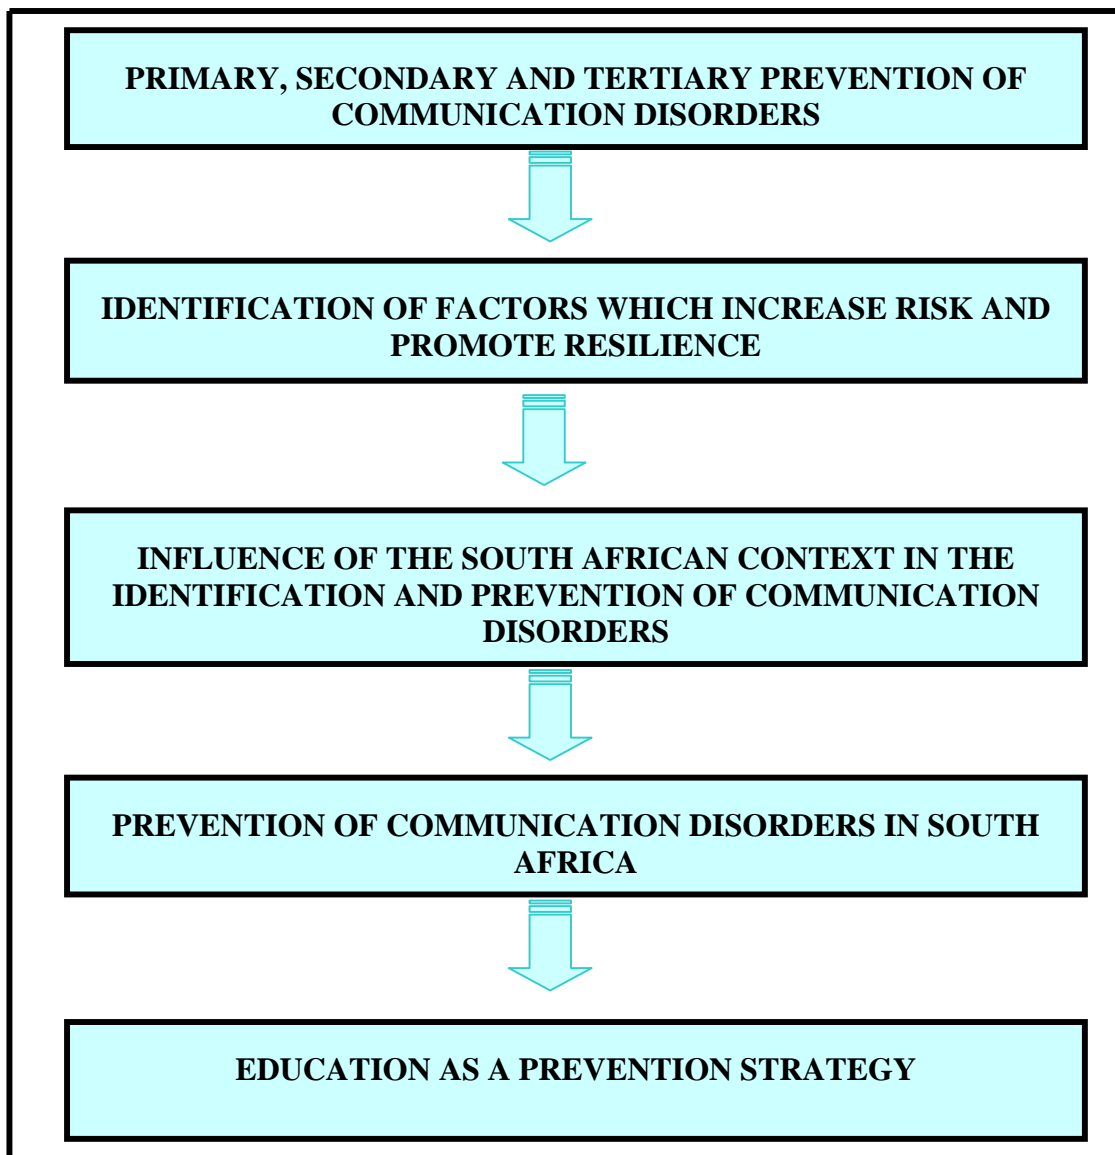 PRIMARY, SECONDARY AND TERTIARY PREVENTION OF
COMMUNICATION DISORDERS
IDENTIFICATION OF FACTORS WHICH INCREASE RISK AND
PROMOTE RESILIENCE
INFLUENCE OF THE SOUTH AFRICAN CONTEXT IN THE
IDENTIFICATION AND PREVENTION OF COMMUNICATION
DISORDERS
PREVENTION OF COMMUNICATION DISORDERS IN SOUTH
AFRICA
EDUCATION AS A PREVENTION STRATEGY